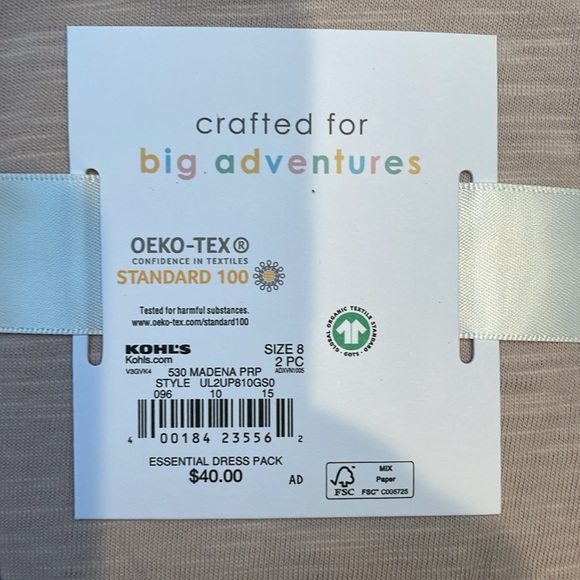 crafted for
big adventures
OEKO-TEX®
CONFIDENCE IN TEXTILES
STANDARD 100
Tested for harmful substances.
www.oeko-tex.com/standard100
GLOBAL ORGANIC TEXTILE STANDARD
· GOTS ·
KOHL'S SIZE 8
Kohls.com 2 PC
V3GVK4 530 MADENA PRP ADXVN1005
STYLE UL2UP810GS0
096 10 15
4 00184 23556 2
ESSENTIAL DRESS PACK
$40.00 AD
FSC
MIX
Paper
FSC™ C005725